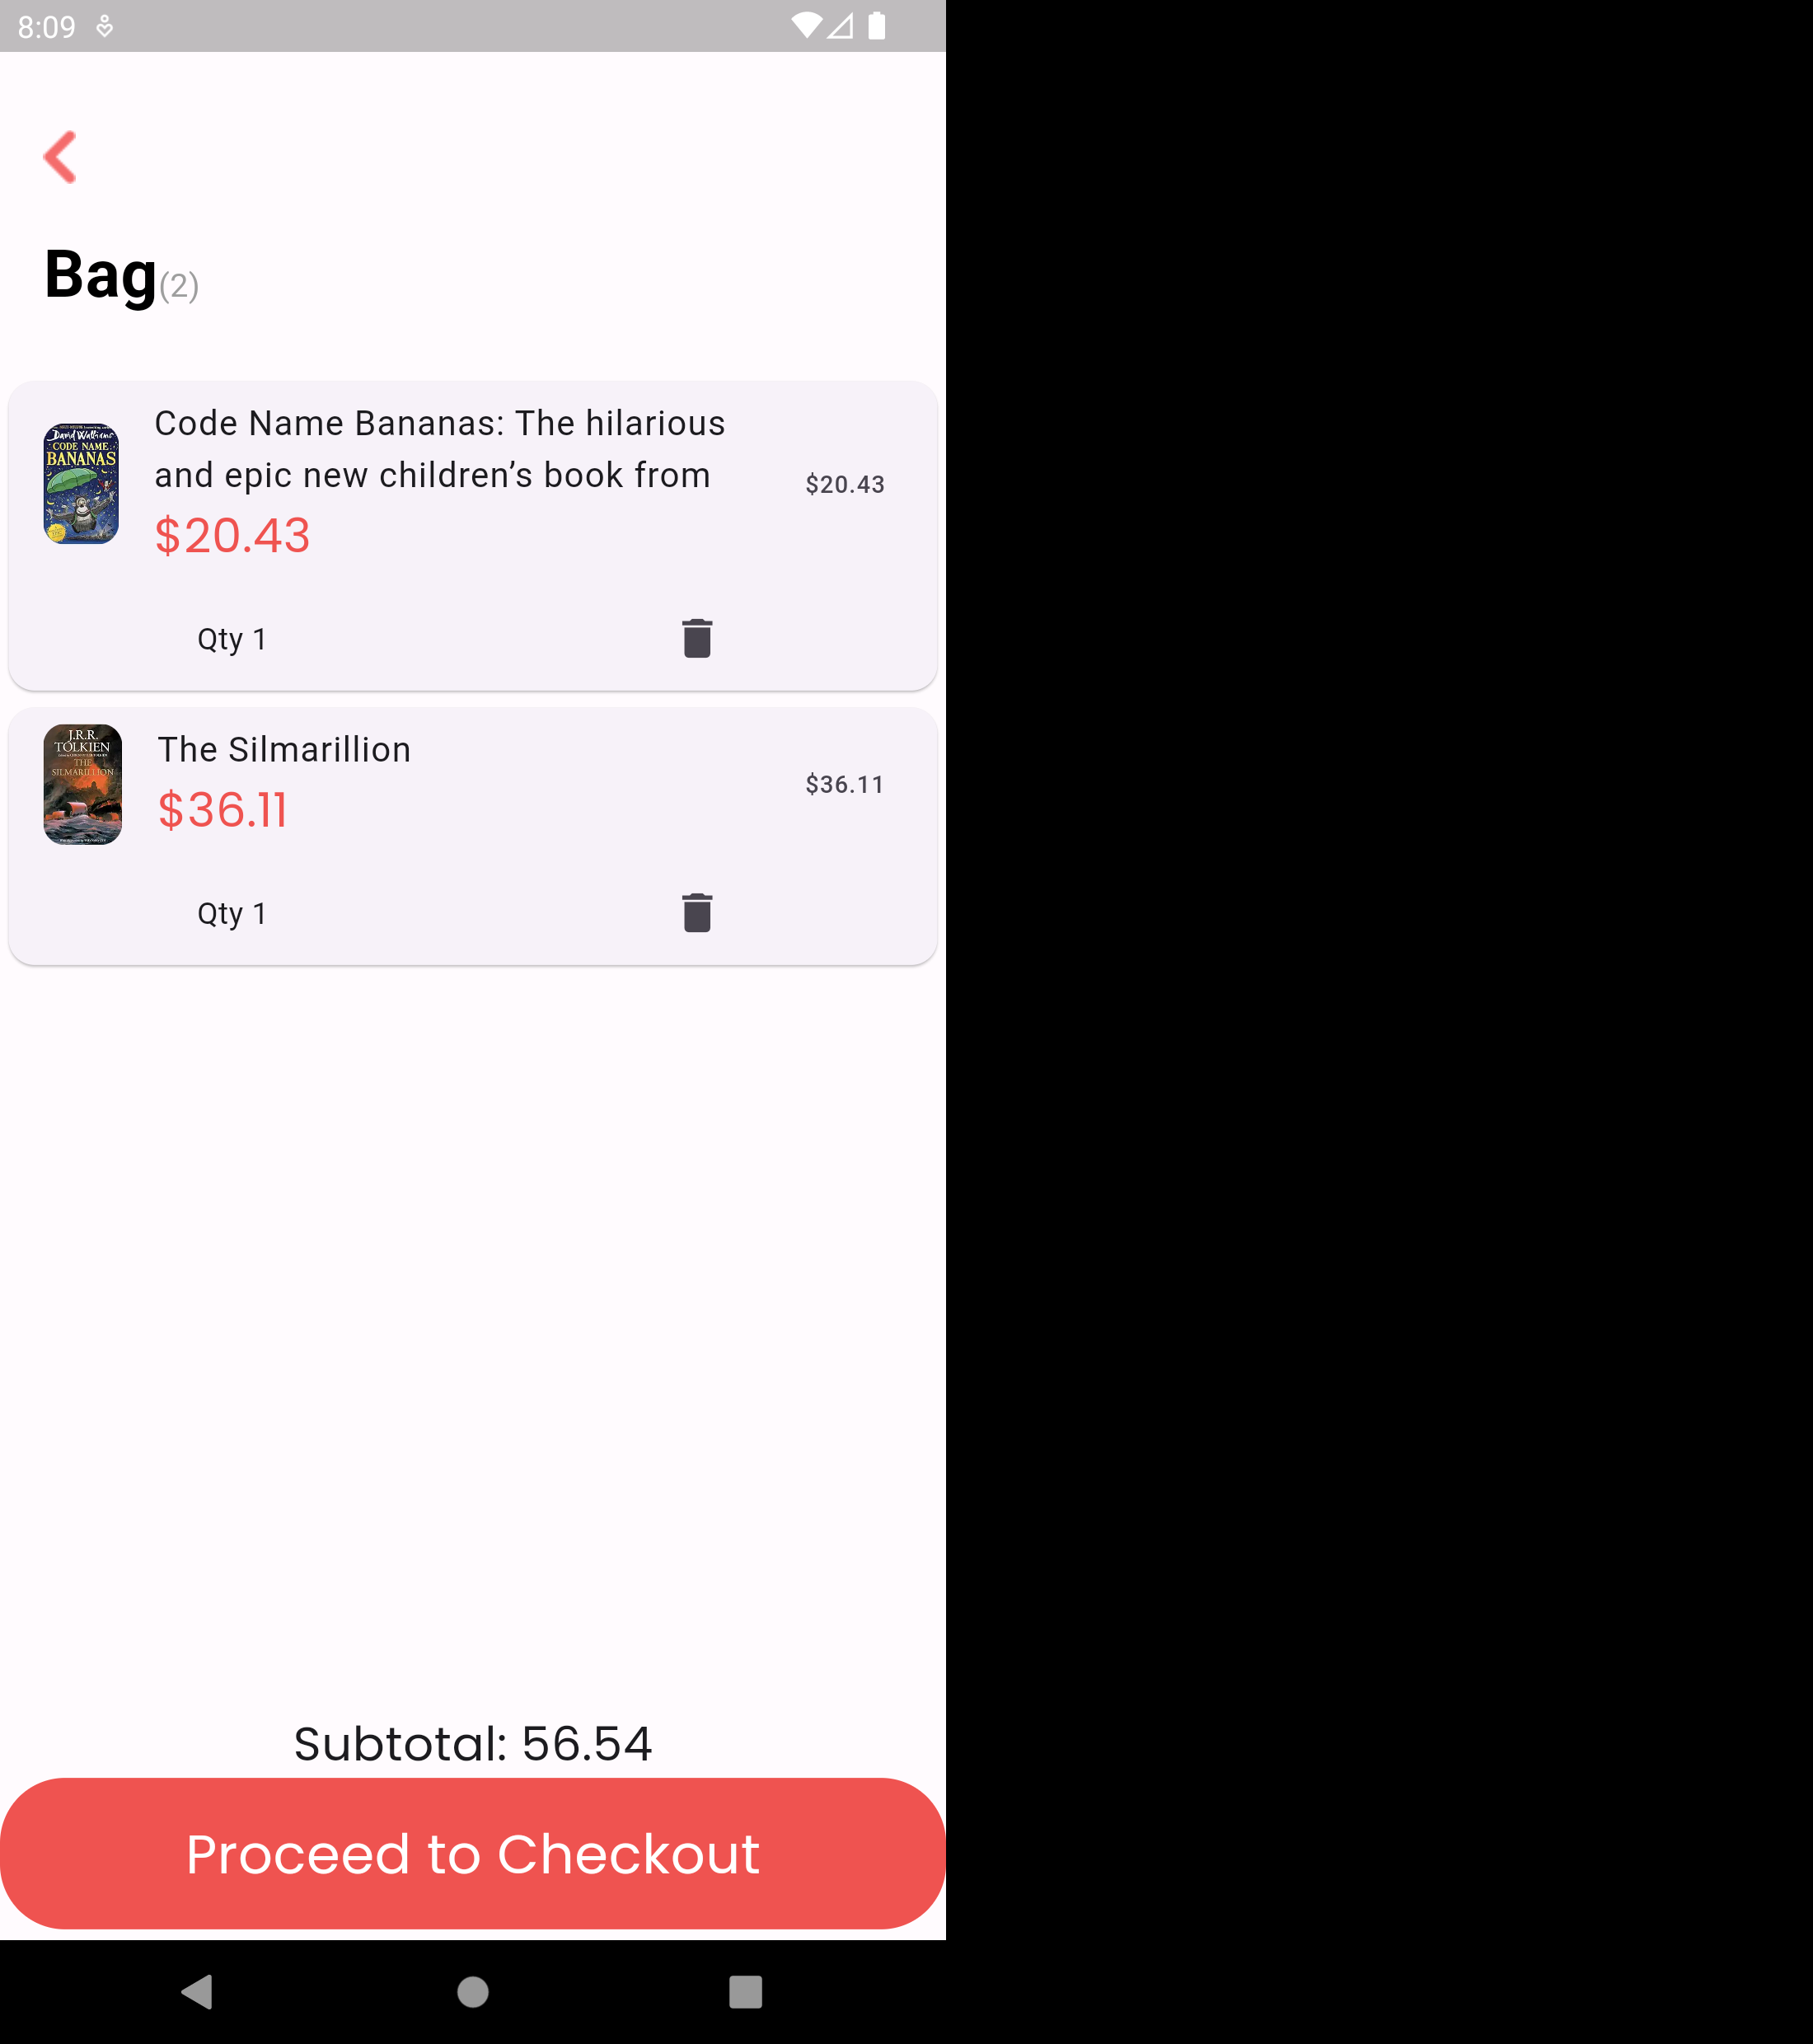 8:09
Bag(2)
David Walliams
CODE NAME
BANANAS
Code Name Bananas: The hilarious
and epic new children’s book from
$20.43
$20.43
Qty 1
J.R.R.
TOLKIEN
THE
SILMARILLION
The Silmarillion
$36.11
$36.11
Qty 1
Subtotal: 56.54
Proceed to Checkout